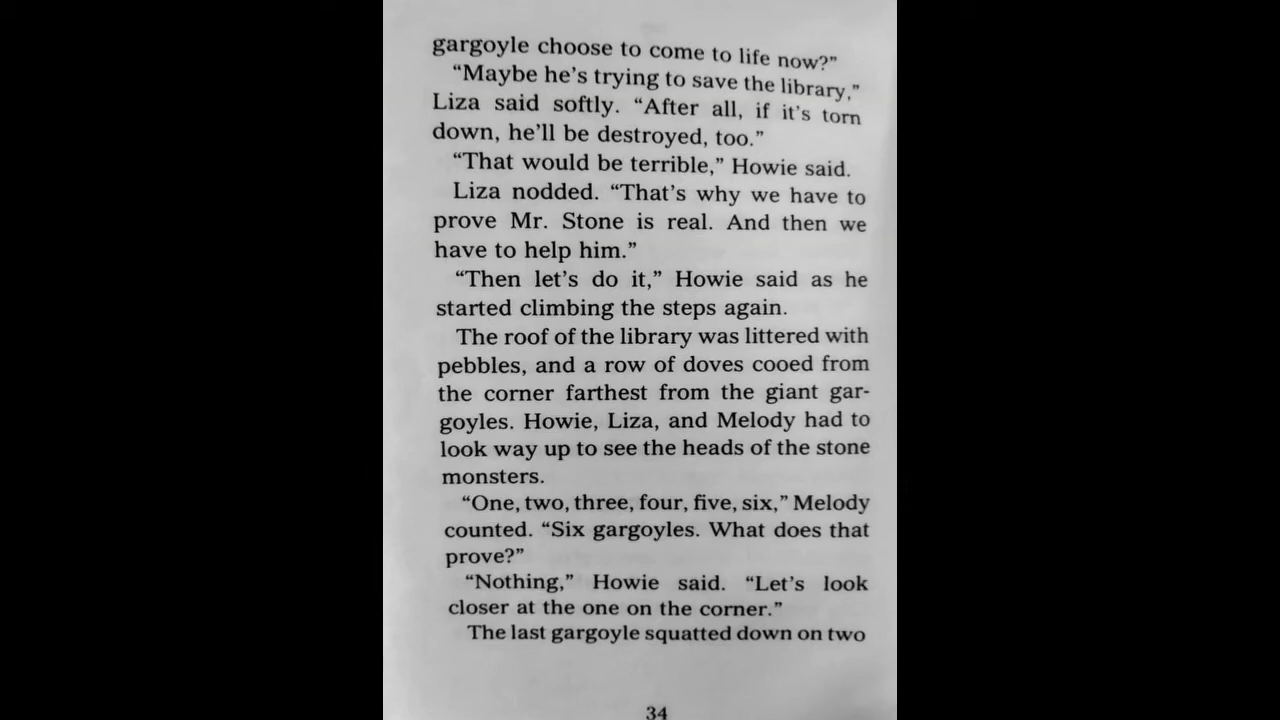 gargoyle choose to come to life now?”
“Maybe he’s trying to save the library,”
Liza said softly. “After all, if it’s torn
down, he’ll be destroyed, too.”
“That would be terrible,” Howie said.
Liza nodded. “That’s why we have to
prove Mr. Stone is real. And then we
have to help him.”
“Then let’s do it,” Howie said as he
started climbing the steps again.
The roof of the library was littered with
pebbles, and a row of doves cooed from
the corner farthest from the giant gar-
goyles. Howie, Liza, and Melody had to
look way up to see the heads of the stone
monsters.
“One, two, three, four, five, six,” Melody
counted. “Six gargoyles. What does that
prove?”
“Nothing,” Howie said. “Let’s look
closer at the one on the corner.”
The last gargoyle squatted down on two
34